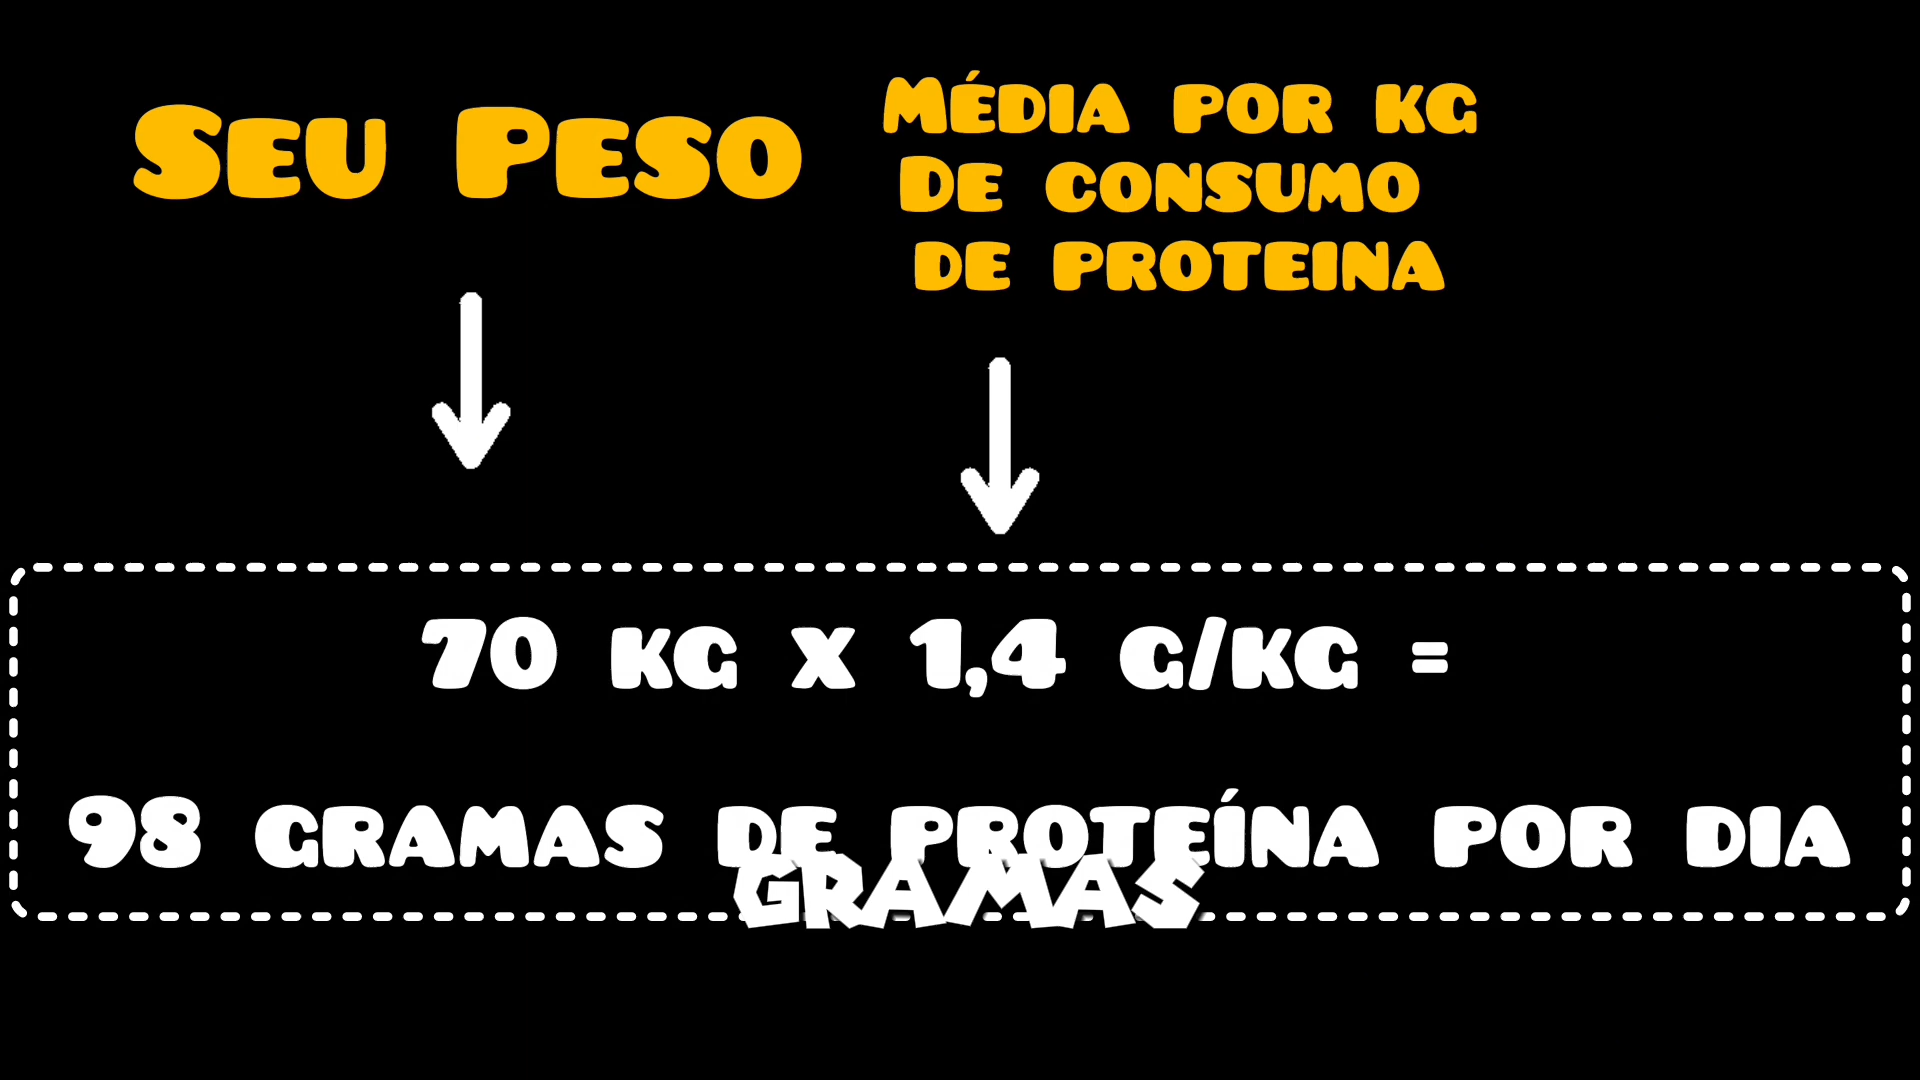 Seu Peso
Média por kg
De consumo
de proteina
70 kg x 1,4 g/kg =
98 gramas de proteína por dia
GRAMAS